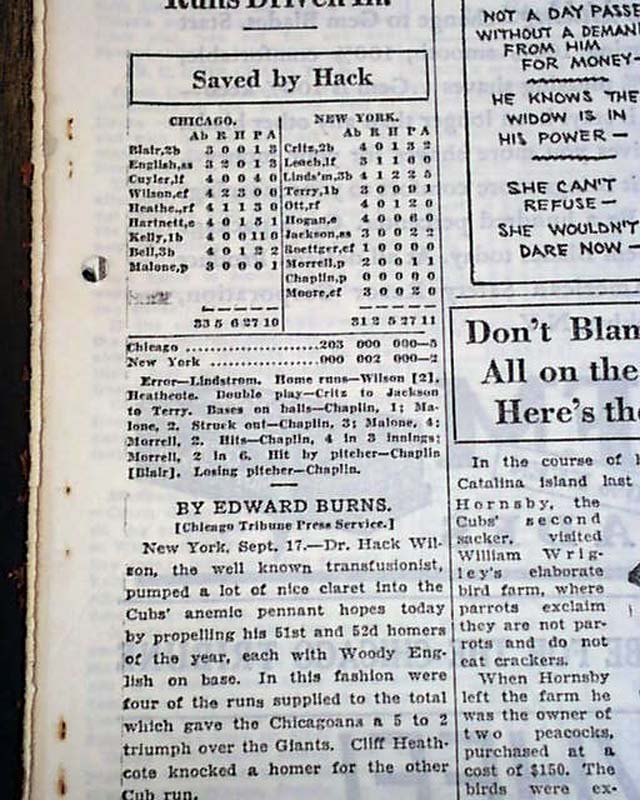 Runs Driven In.
Saved by Hack
CHICAGO.
Ab R H P A
Blair,2b 3 0 0 1 3
English,ss 3 2 0 1 3
Cuyler,lf 4 0 0 4 0
Wilson,cf 4 2 3 0 0
Heathc.,rf 4 1 1 3 0
Hartnett,c 4 0 1 5 1
Kelly,1b 4 0 0 11 0
Bell,3b 4 0 1 2 2
Malone,p 3 0 0 0 1
33 5 6 27 10
NEW YORK.
Ab R H P A
Critz,2b 4 0 1 3 2
Leach,lf 3 1 1 0 0
Linds'm,3b 4 1 2 2 5
Terry,1b 3 0 0 9 1
Ott,rf 4 0 1 2 0
Hogan,c 4 0 0 6 0
Jackson,ss 3 0 0 2 2
Roettger,cf 1 0 0 0 0
Morrell,p 2 0 0 1 1
Chaplin,p 0 0 0 0 0
Moore,cf 3 0 0 2 0
31 2 5 27 11
Chicago ....................203 000 000—5
New York ...................000 002 000—2
Error—Lindstrom. Home runs—Wilson [2],
Heathcote. Double play—Critz to Jackson
to Terry. Bases on balls—Chaplin, 1; Ma-
lone, 2. Struck out—Chaplin, 3; Malone, 4;
Morrell, 2. Hits—Chaplin, 4 in 3 innings;
Morrell, 2 in 6. Hit by pitcher—Chaplin
[Blair]. Losing pitcher—Chaplin.
BY EDWARD BURNS.
[Chicago Tribune Press Service.]
New York, Sept. 17.—Dr. Hack Wil-
son, the well known transfusionist,
pumped a lot of nice claret into the
Cubs' anemic pennant hopes today
by propelling his 51st and 52d homers
of the year, each with Woody Eng-
lish on base. In this fashion were
four of the runs supplied to the total
which gave the Chicagoans a 5 to 2
triumph over the Giants. Cliff Heath-
cote knocked a homer for the other
Cub run.
NOT A DAY PASSE
WITHOUT A DEMAN
FROM HIM
FOR MONEY—
HE KNOWS THE
WIDOW IS IN
HIS POWER —
SHE CAN'T
REFUSE —
SHE WOULDN'T
DARE NOW —
Don't Blam
All on the
Here's th
In the course of
Catalina island last
Hornsby, the
Cubs' second
sacker, visited
William Wrig-
ley's elaborate
bird farm, where
parrots exclaim
they are not par-
rots and do not
eat crackers.
When Hornsby
left the farm he
was the owner of
two peacocks,
purchased at a
cost of $150. The
birds were ex-